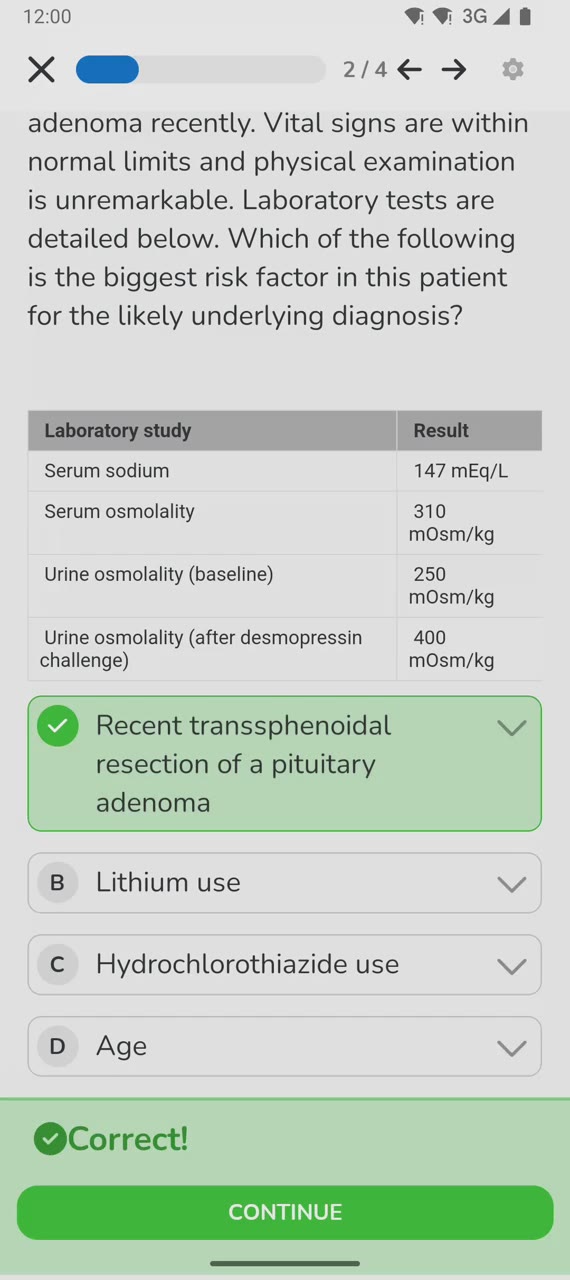 12:00
3G
2 / 4
adenoma recently. Vital signs are within
normal limits and physical examination
is unremarkable. Laboratory tests are
detailed below. Which of the following
is the biggest risk factor in this patient
for the likely underlying diagnosis?
Laboratory study Result
Serum sodium 147 mEq/L
Serum osmolality 310
mOsm/kg
Urine osmolality (baseline) 250
mOsm/kg
Urine osmolality (after desmopressin 400
challenge) mOsm/kg
Recent transsphenoidal
resection of a pituitary
adenoma
B Lithium use
C Hydrochlorothiazide use
D Age
Correct!
CONTINUE